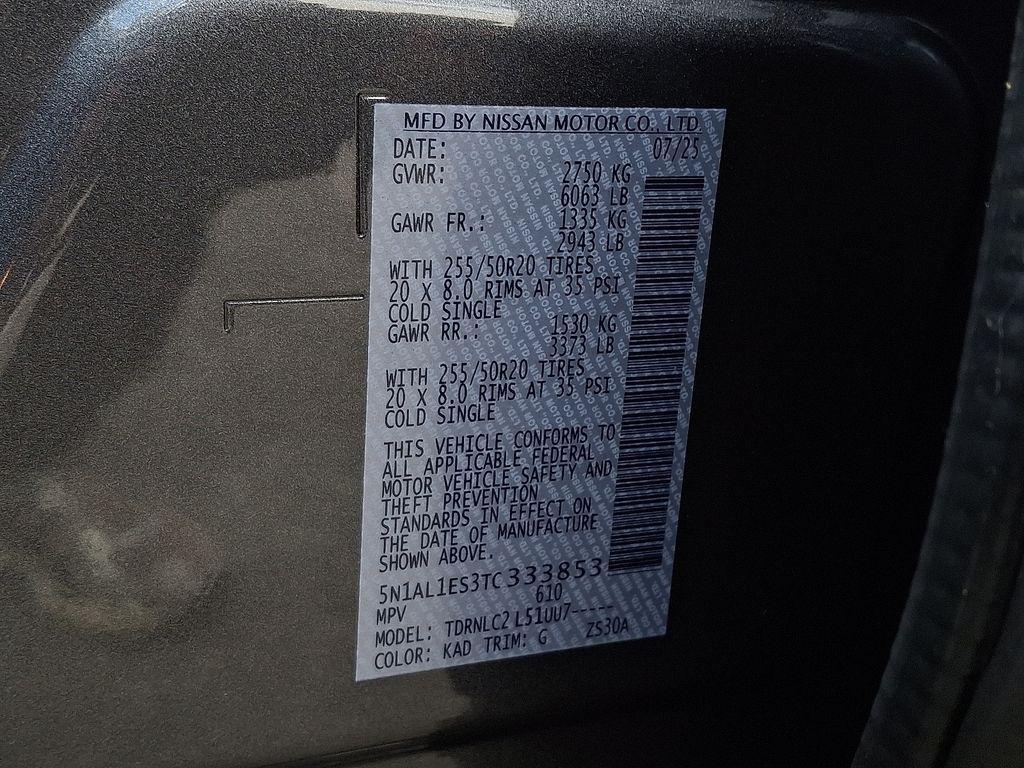 MFD BY NISSAN MOTOR CO., LTD.
DATE: 07/25
GVWR: 2750 KG
6063 LB
GAWR FR.: 1335 KG
2943 LB
WITH 255/50R20 TIRES
20 X 8.0 RIMS AT 35 PSI
COLD SINGLE
GAWR RR.: 1530 KG
3373 LB
WITH 255/50R20 TIRES
20 X 8.0 RIMS AT 35 PSI
COLD SINGLE
THIS VEHICLE CONFORMS TO
ALL APPLICABLE FEDERAL
MOTOR VEHICLE SAFETY AND
THEFT PREVENTION
STANDARDS IN EFFECT ON
THE DATE OF MANUFACTURE
SHOWN ABOVE.
5N1AL1ES3TC333853
MPV 610
MODEL: TDRNLC2 L51UU7-----
COLOR: KAD TRIM: G ZS30A